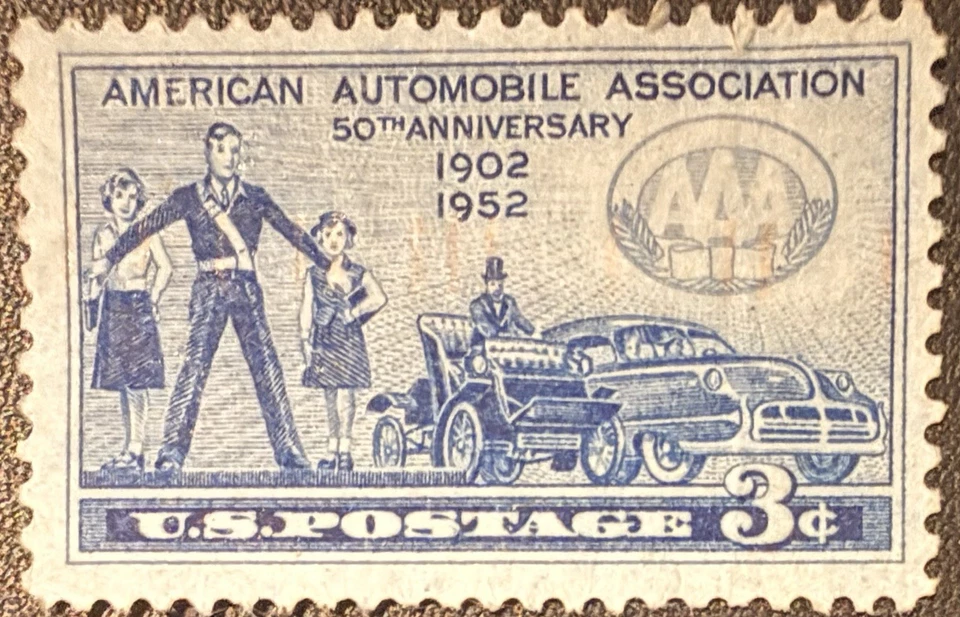 AMERICAN AUTOMOBILE ASSOCIATION
50TH ANNIVERSARY
1902
1952
AAA
U.S. POSTAGE 3¢